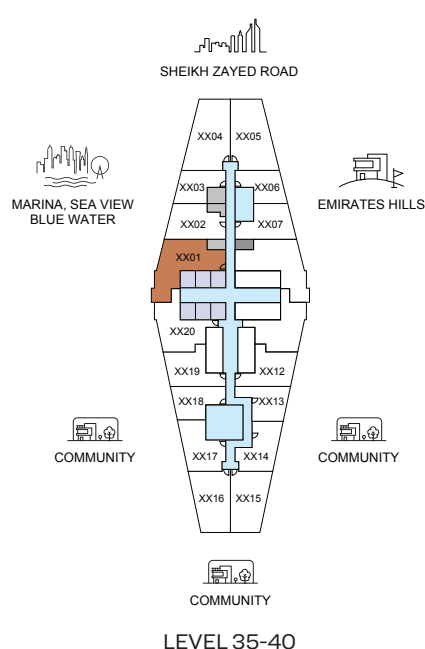 SHEIKH ZAYED ROAD
XX04
XX05
MARINA, SEA VIEW
BLUE WATER
XX03
XX06
EMIRATES HILLS
XX02
XX07
XX01
XX20
XX19
XX12
XX18
XX13
COMMUNITY
XX17
XX14
COMMUNITY
XX16
XX15
COMMUNITY
LEVEL 35-40